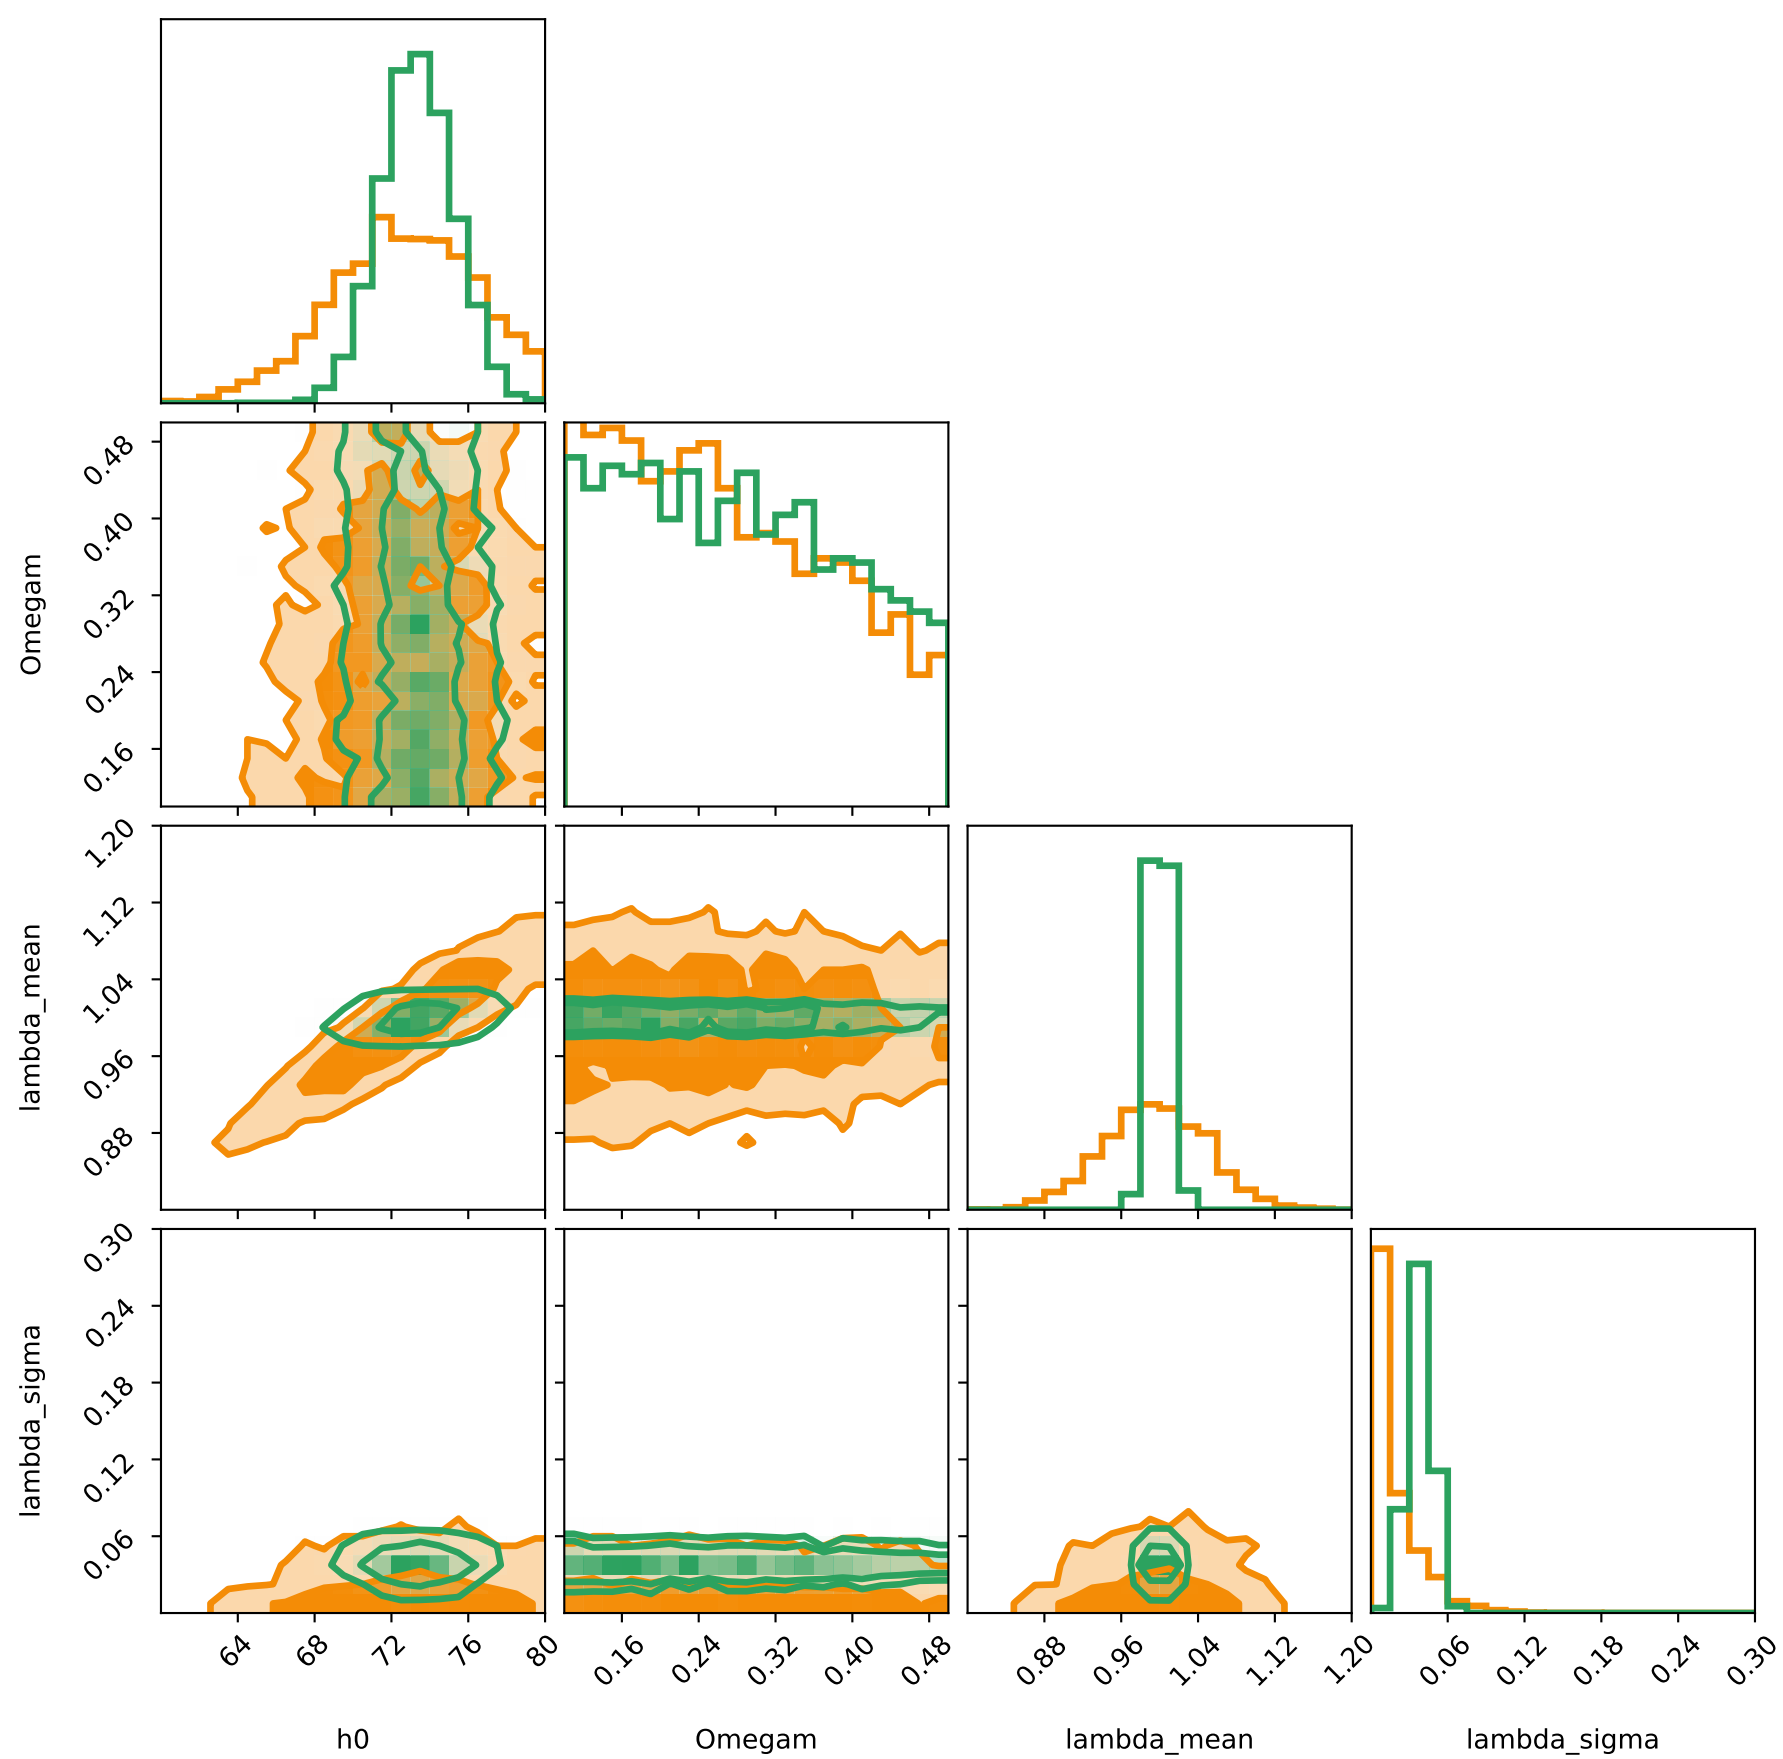 0.48
0.40
0.32
0.24
0.16
Omegam
1.20
1.12
1.04
0.96
0.88
lambda_mean
0.30
0.24
0.18
0.12
0.06
lambda_sigma
64 68 72 76 80
0.16 0.24 0.32 0.40 0.48
0.88 0.96 1.04 1.12 1.20
0.06 0.12 0.18 0.24 0.30
h0 Omegam lambda_mean lambda_sigma